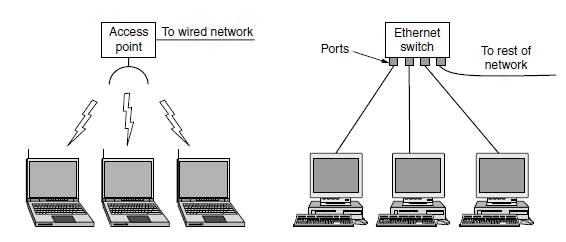 Access
point
To wired network
Ethernet
switch
Ports
To rest of
network